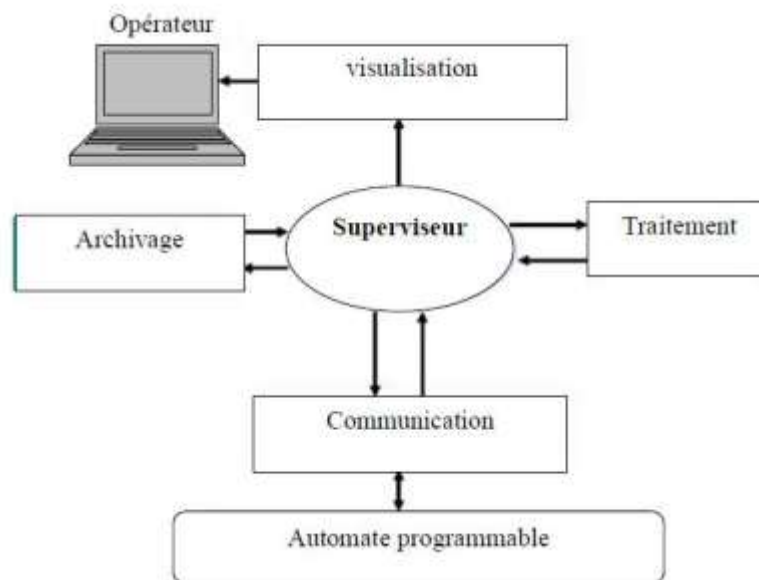 Opérateur
visualisation
Archivage
Superviseur
Traitement
Communication
Automate programmable